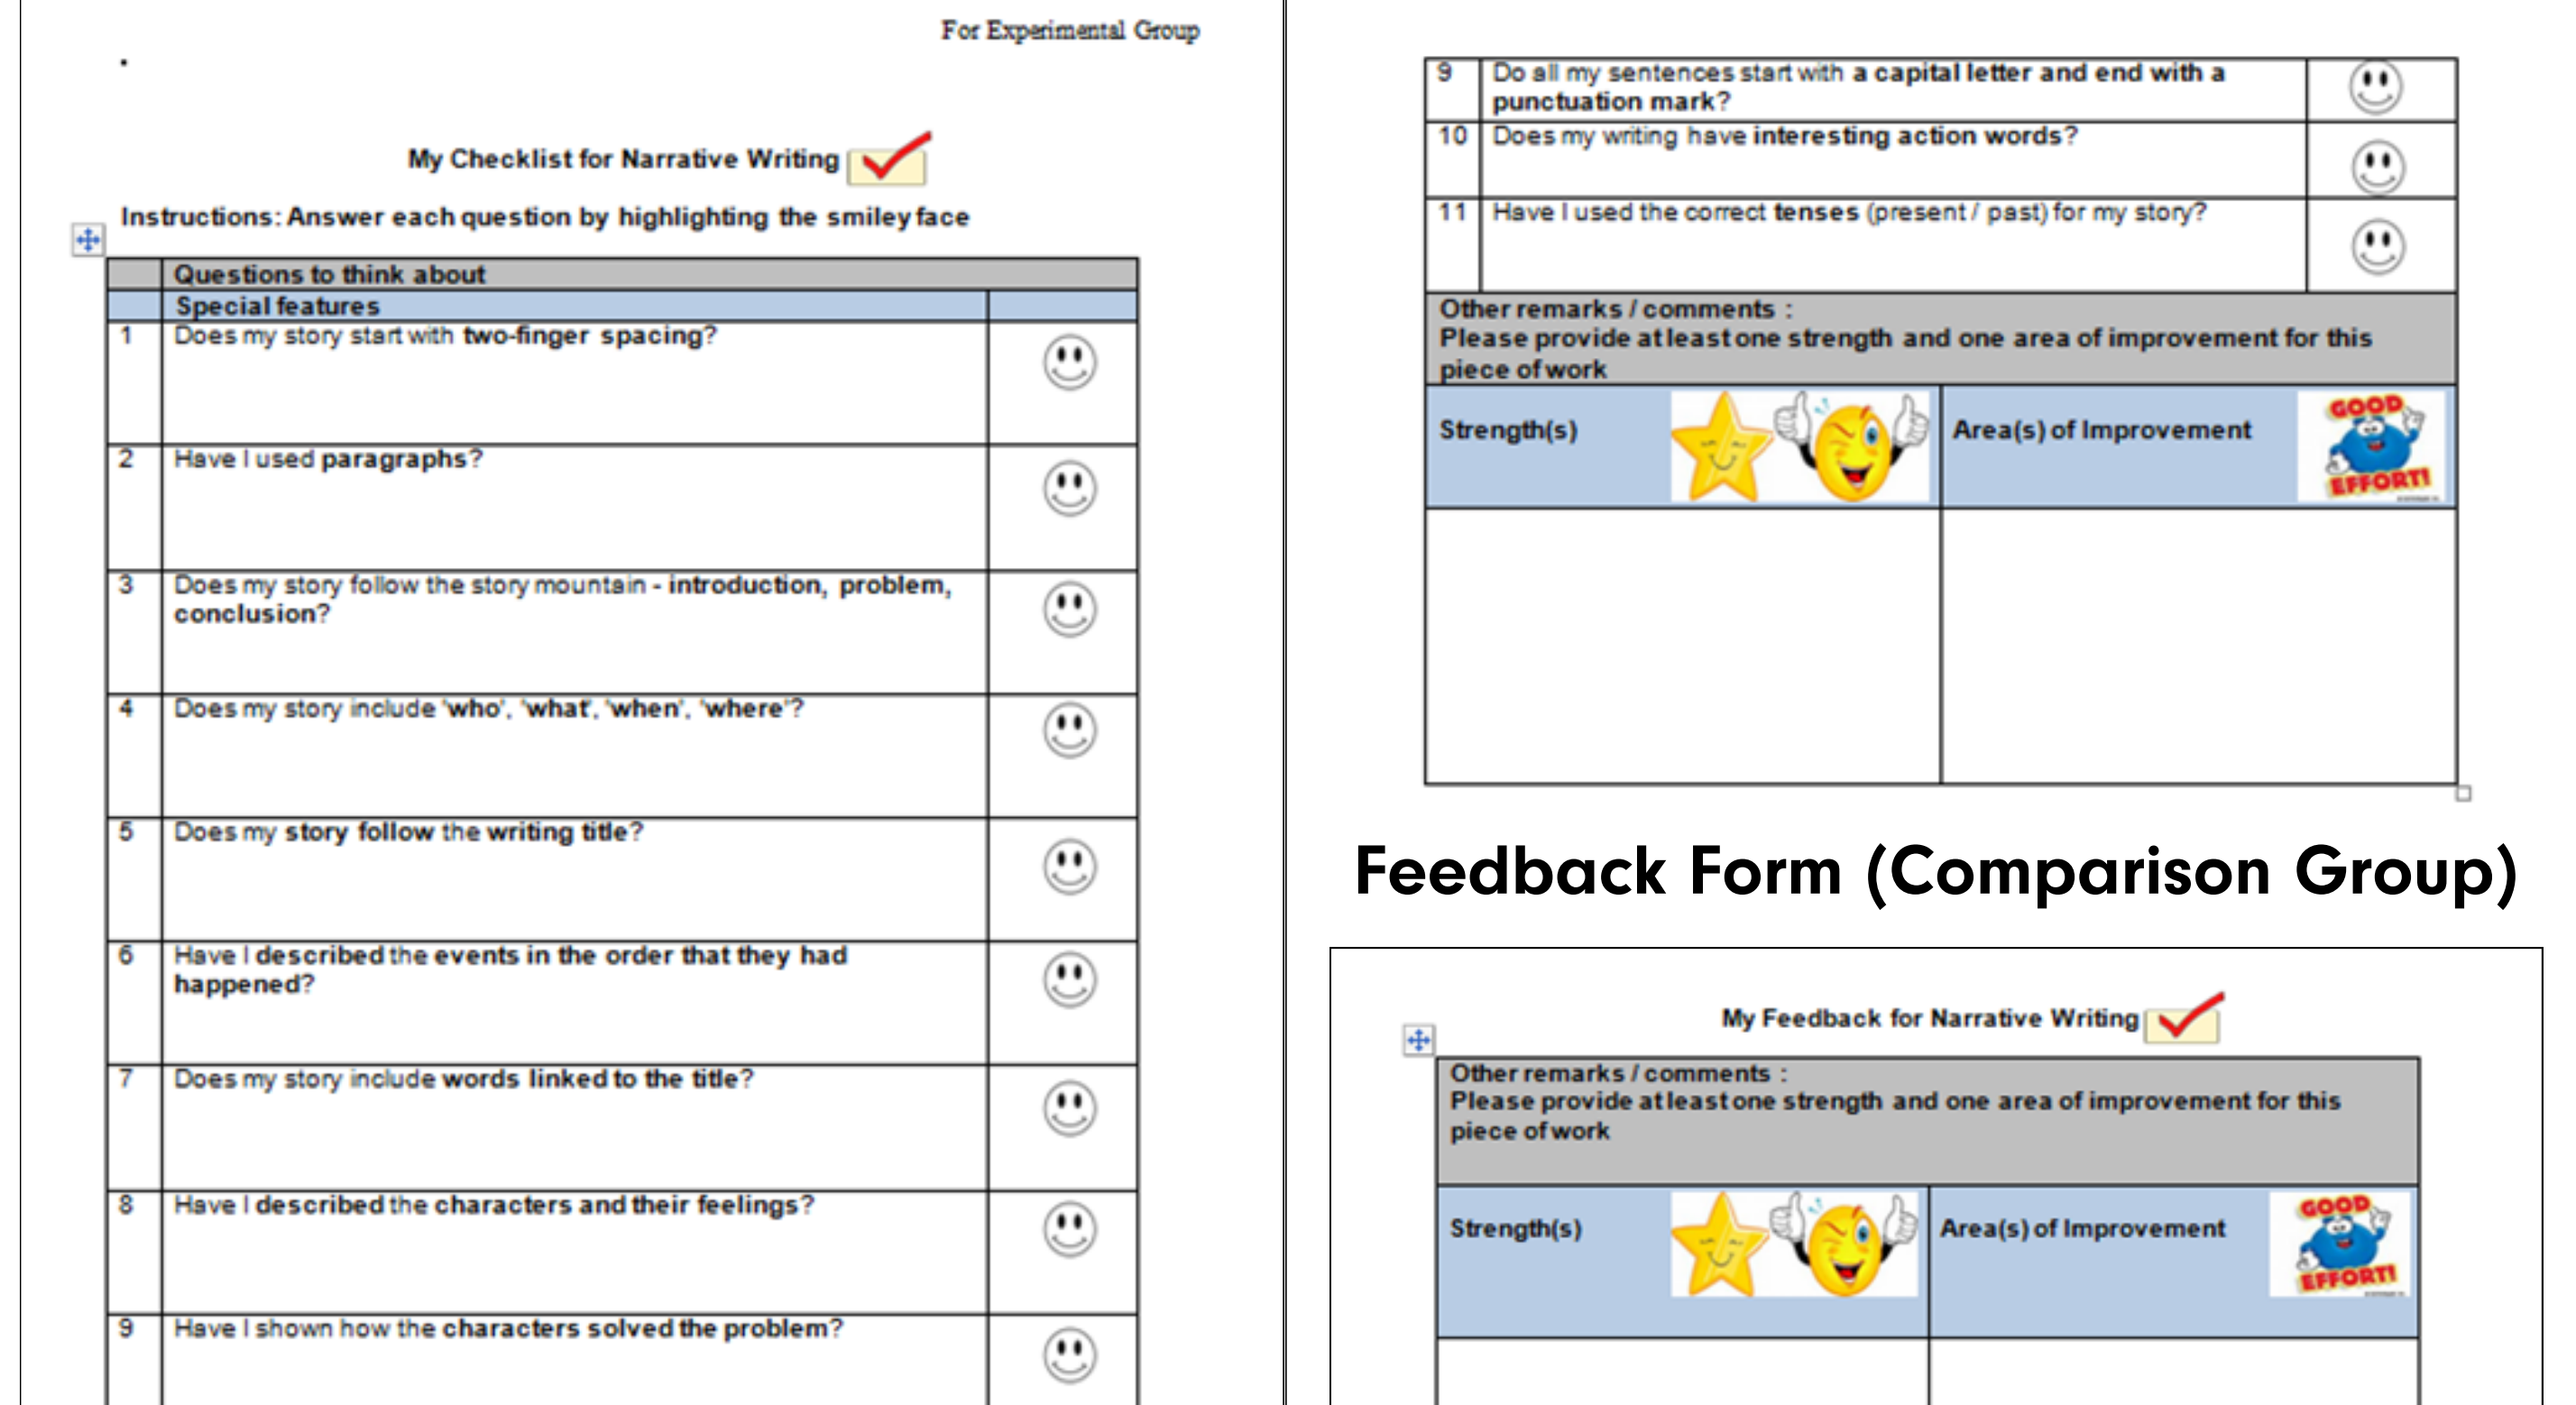 For Experimental Group
My Checklist for Narrative Writing
Instructions: Answer each question by highlighting the smiley face
Questions to think about
Special features
1 Does my story start with two-finger spacing?
2 Have I used paragraphs?
3 Does my story follow the story mountain - introduction, problem,
conclusion?
4 Does my story include 'who', 'what', 'when', 'where'?
5 Does my story follow the writing title?
6 Have I described the events in the order that they had
happened?
7 Does my story include words linked to the title?
8 Have I described the characters and their feelings?
9 Have I shown how the characters solved the problem?
9 Do all my sentences start with a capital letter and end with a
punctuation mark?
10 Does my writing have interesting action words?
11 Have I used the correct tenses (present / past) for my story?
Other remarks / comments :
Please provide at least one strength and one area of improvement for this
piece of work
Strength(s) Area(s) of Improvement
GOOD
EFFORT!
Feedback Form (Comparison Group)
My Feedback for Narrative Writing
Other remarks / comments :
Please provide at least one strength and one area of improvement for this
piece of work
Strength(s) Area(s) of Improvement
GOOD
EFFORT!